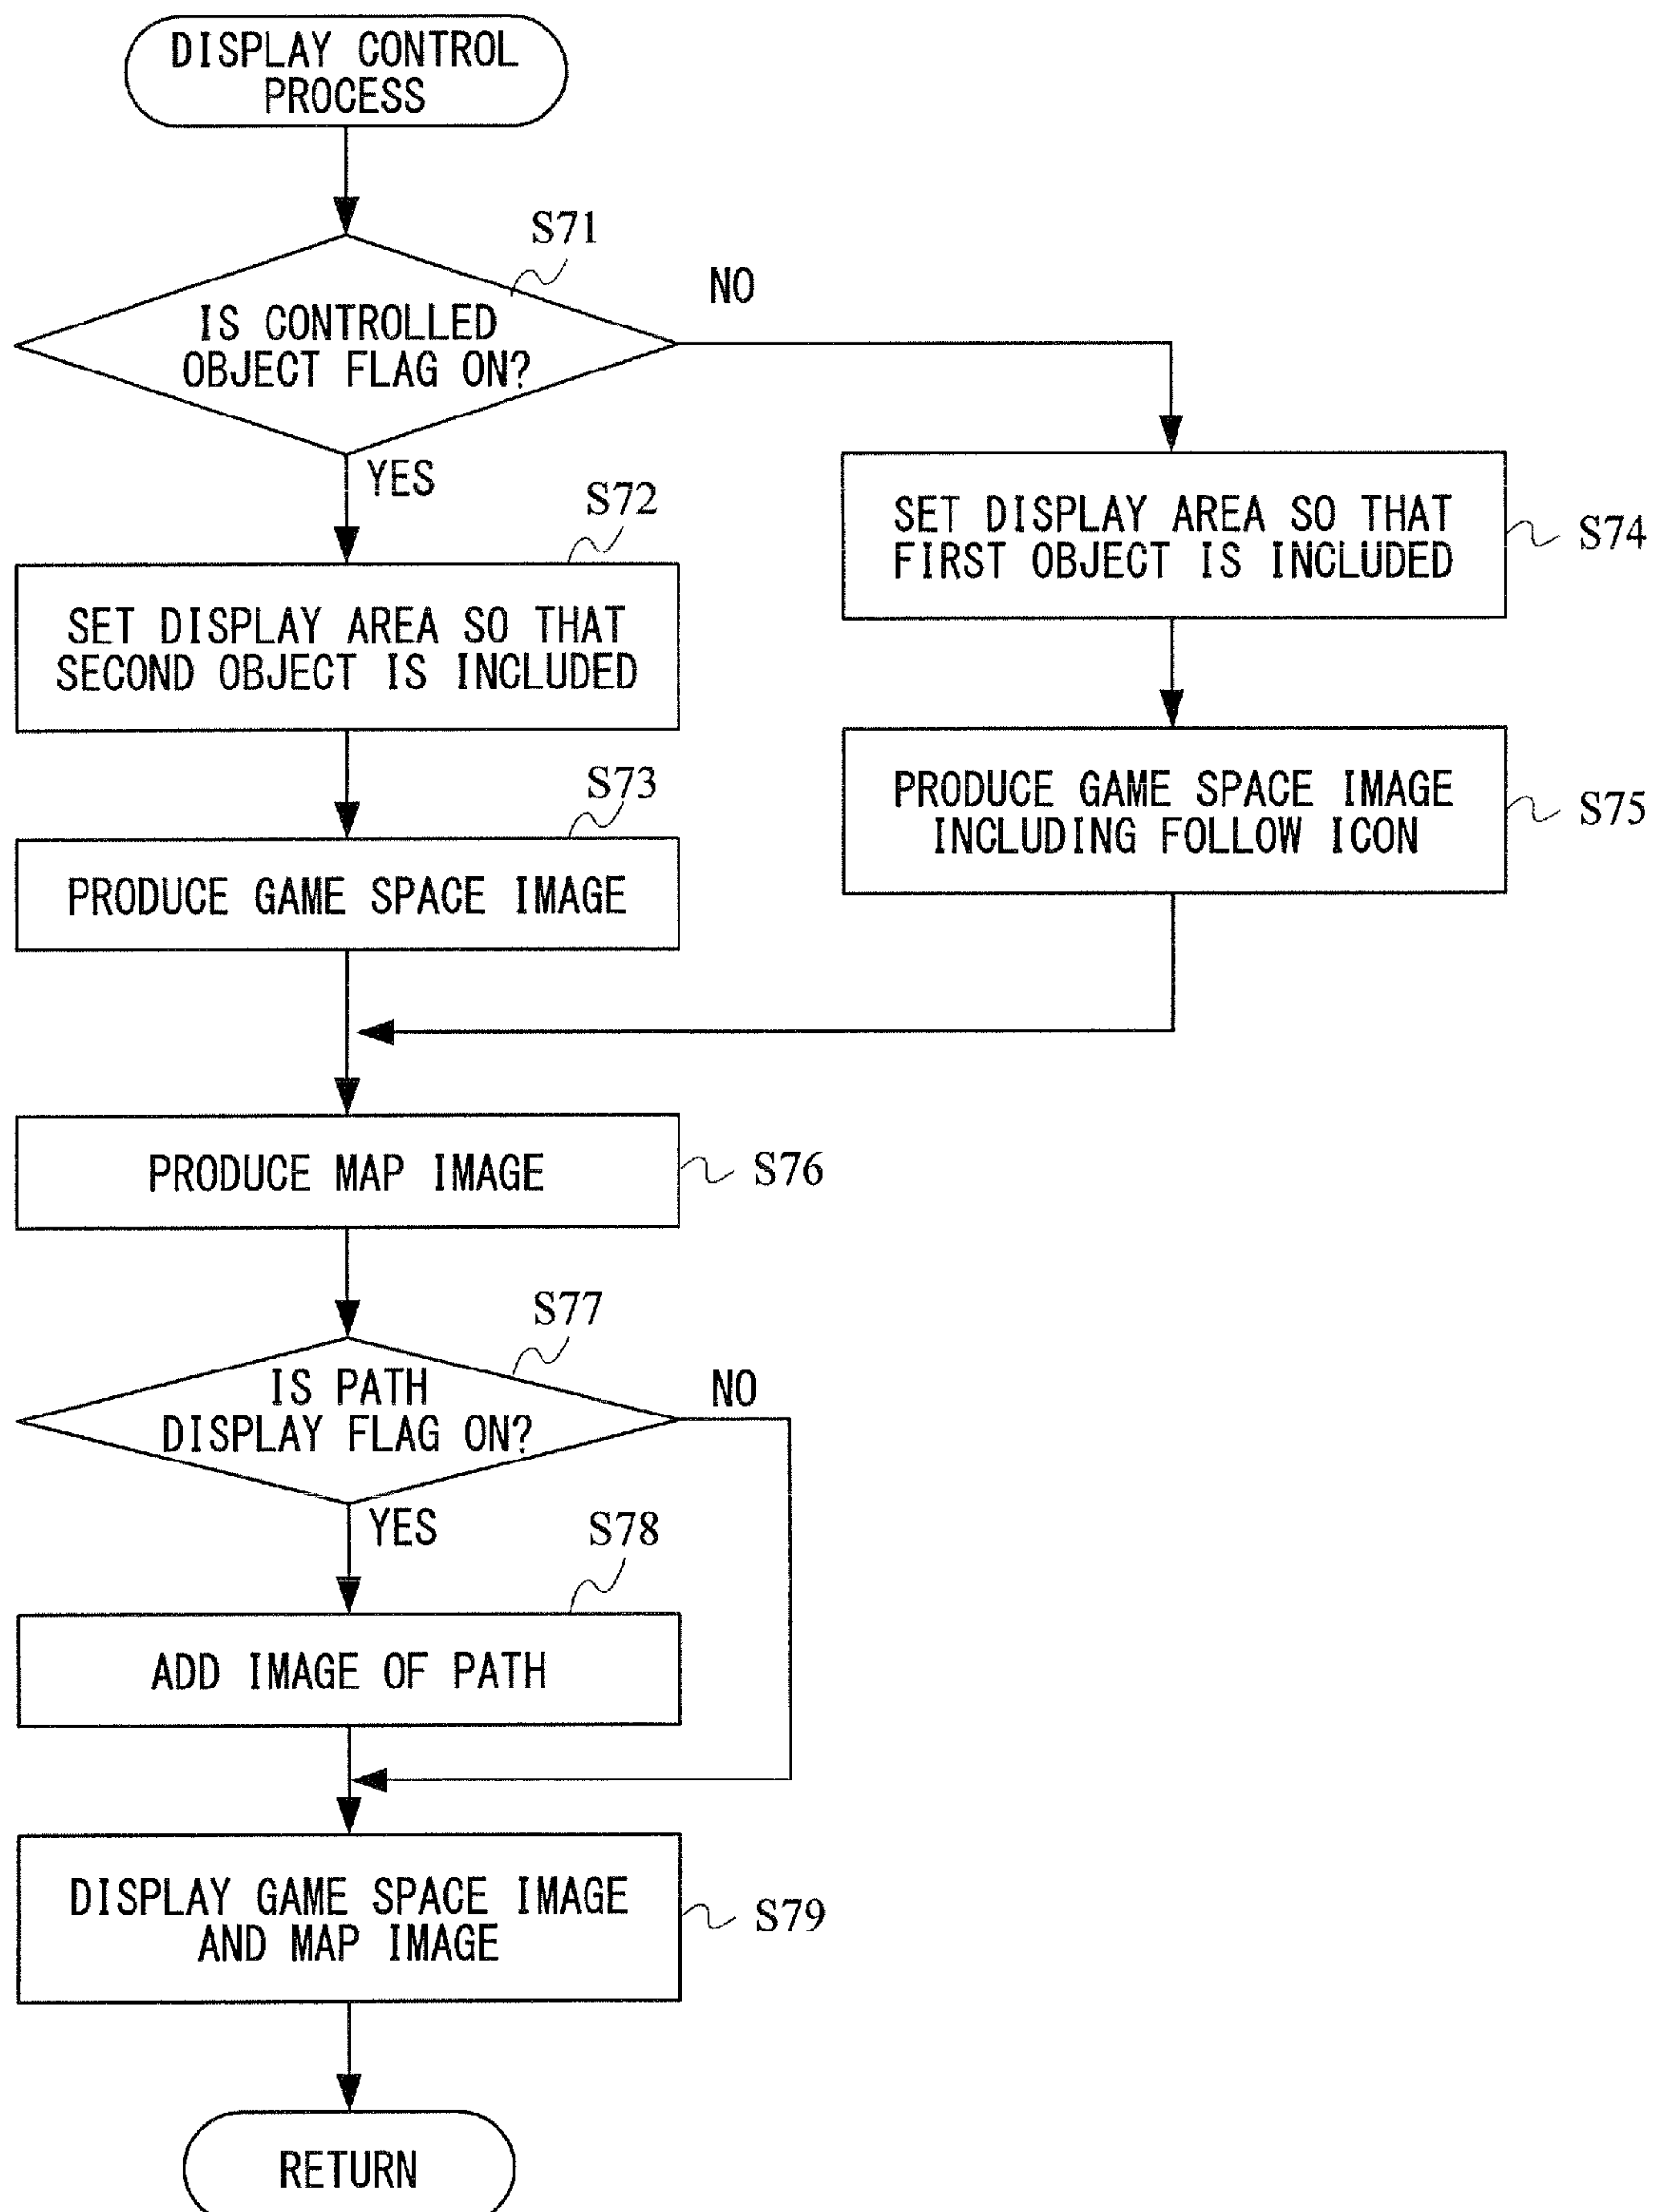 DISPLAY CONTROL
PROCESS
S71
IS CONTROLLED
OBJECT FLAG ON?
NO
YES
S72
SET DISPLAY AREA SO THAT
SECOND OBJECT IS INCLUDED
SET DISPLAY AREA SO THAT
FIRST OBJECT IS INCLUDED
S74
S73
PRODUCE GAME SPACE IMAGE
PRODUCE GAME SPACE IMAGE
INCLUDING FOLLOW ICON
S75
PRODUCE MAP IMAGE
S76
S77
IS PATH
DISPLAY FLAG ON?
NO
YES
S78
ADD IMAGE OF PATH
DISPLAY GAME SPACE IMAGE
AND MAP IMAGE
S79
RETURN